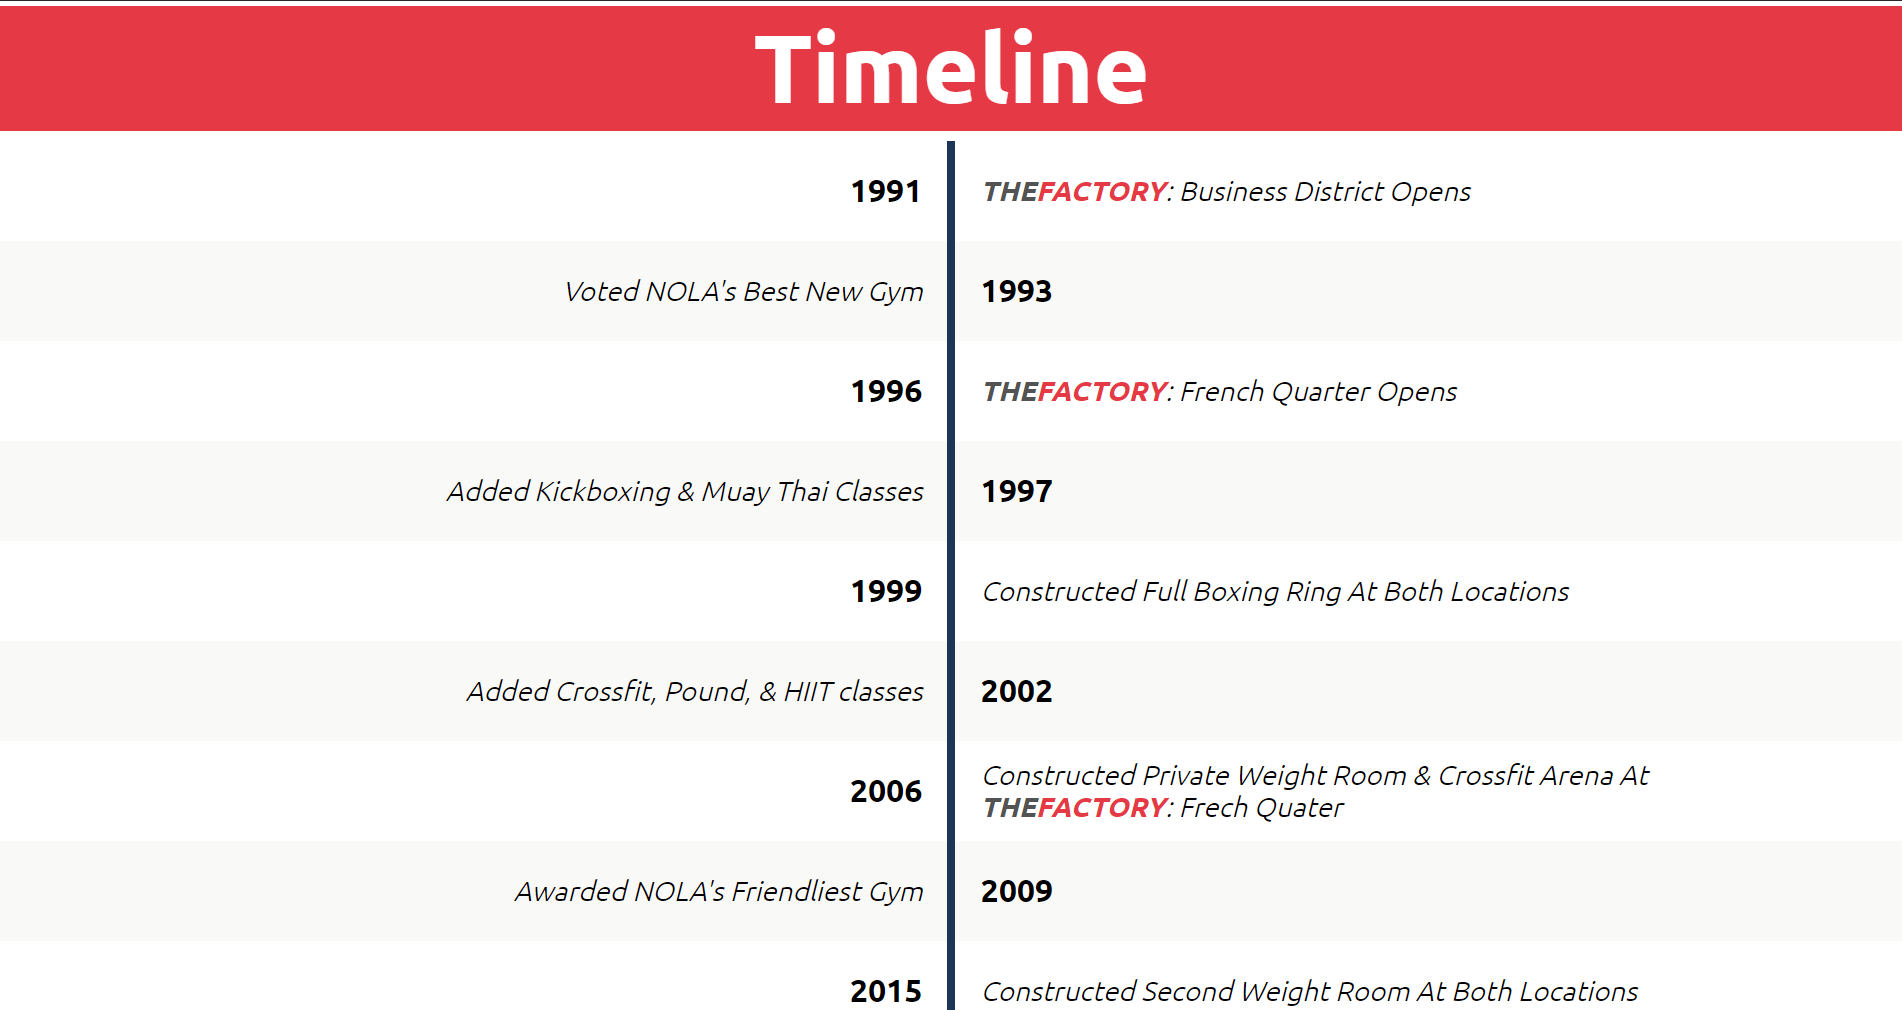 Timeline
1991
THEFACTORY: Business District Opens
Voted NOLA's Best New Gym
1993
1996
THEFACTORY: French Quarter Opens
Added Kickboxing & Muay Thai Classes
1997
1999
Constructed Full Boxing Ring At Both Locations
Added Crossfit, Pound, & HIIT classes
2002
2006
Constructed Private Weight Room & Crossfit Arena At
THEFACTORY: Frech Quater
Awarded NOLA's Friendliest Gym
2009
2015
Constructed Second Weight Room At Both Locations